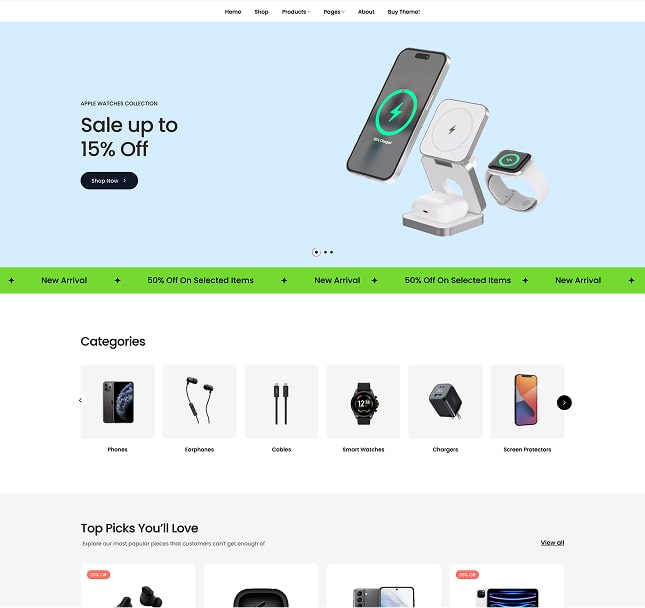 Home Shop Products Pages About Buy Theme!
APPLE WATCHES COLLECTION
Sale up to
15% Off
Shop Now
New Arrival 50% Off On Selected Items New Arrival 50% Off On Selected Items New Arrival
Categories
Phones Earphones Cables Smart Watches Chargers Screen Protectors
Top Picks You'll Love
Explore our most popular pieces that customers can't get enough of
View all
20% Off 20% Off